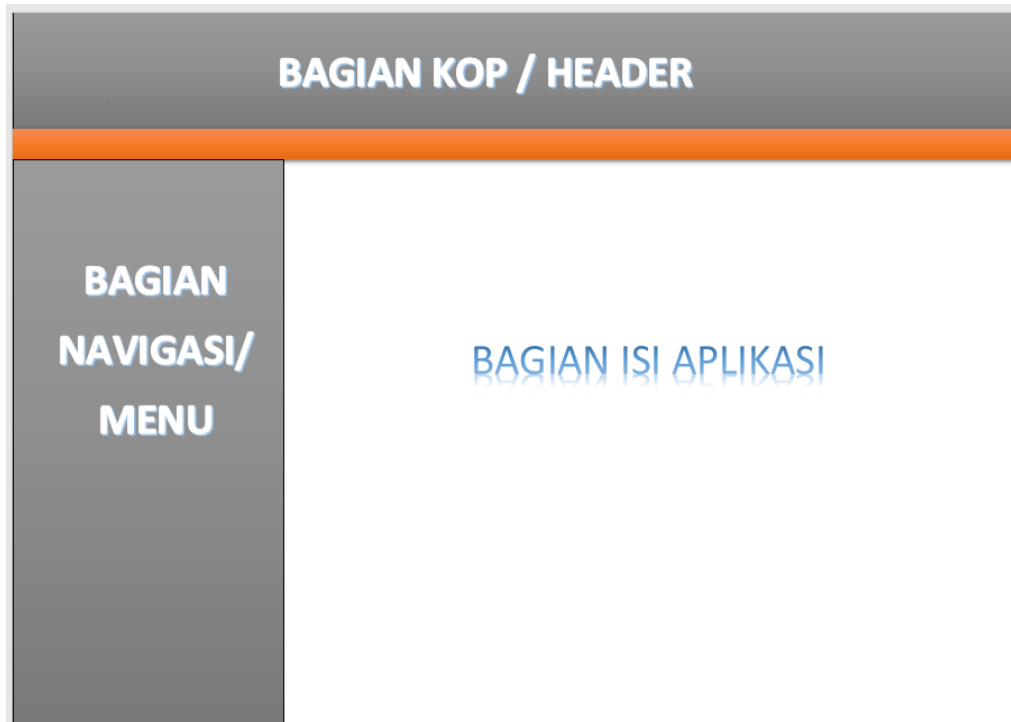 BAGIAN KOP / HEADER
BAGIAN
NAVIGASI/
MENU
BAGIAN ISI APLIKASI